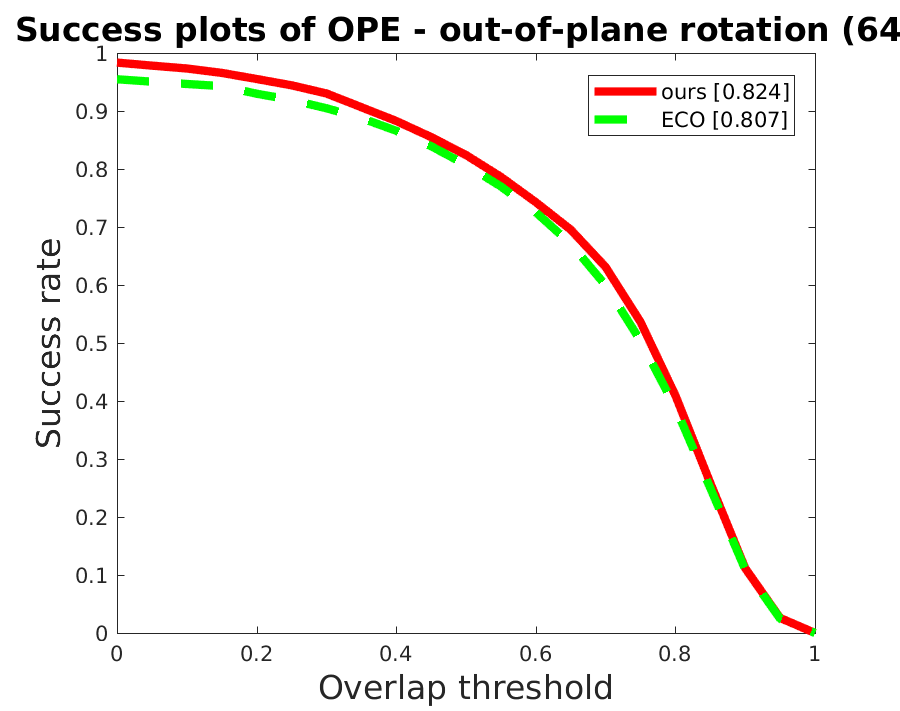 Success plots of OPE - out-of-plane rotation (64
ours [0.824]
ECO [0.807]
Success rate
1
0.9
0.8
0.7
0.6
0.5
0.4
0.3
0.2
0.1
0
0 0.2 0.4 0.6 0.8 1
Overlap threshold